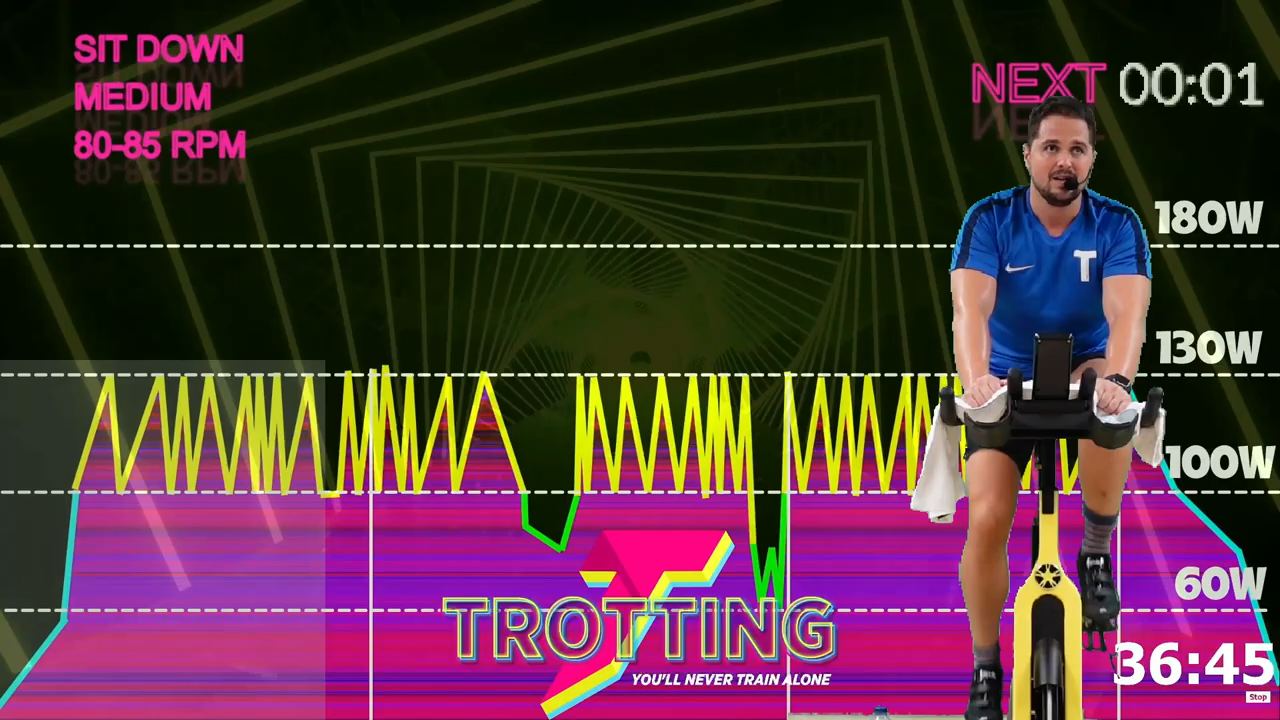 SIT DOWN
MEDIUM
80-85 RPM
NEXT 00:01
180W
130W
100W
60W
T
TROTTING
YOU'LL NEVER TRAIN ALONE
36:45
Stop